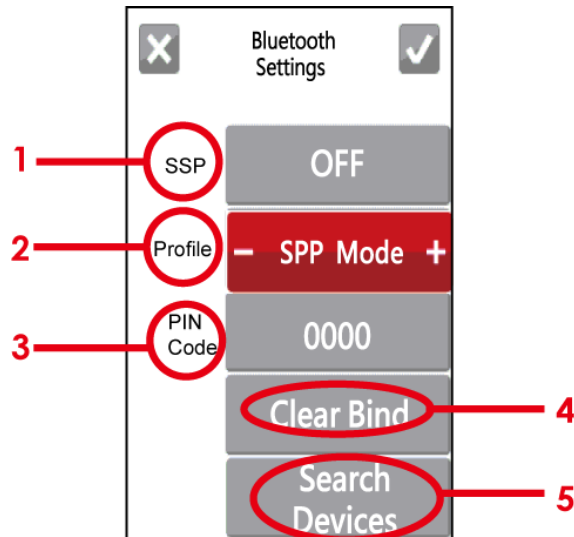 Bluetooth
Settings
1
SSP
OFF
2
Profile
− SPP Mode +
3
PIN
Code
0000
Clear Bind
4
Search
Devices
5